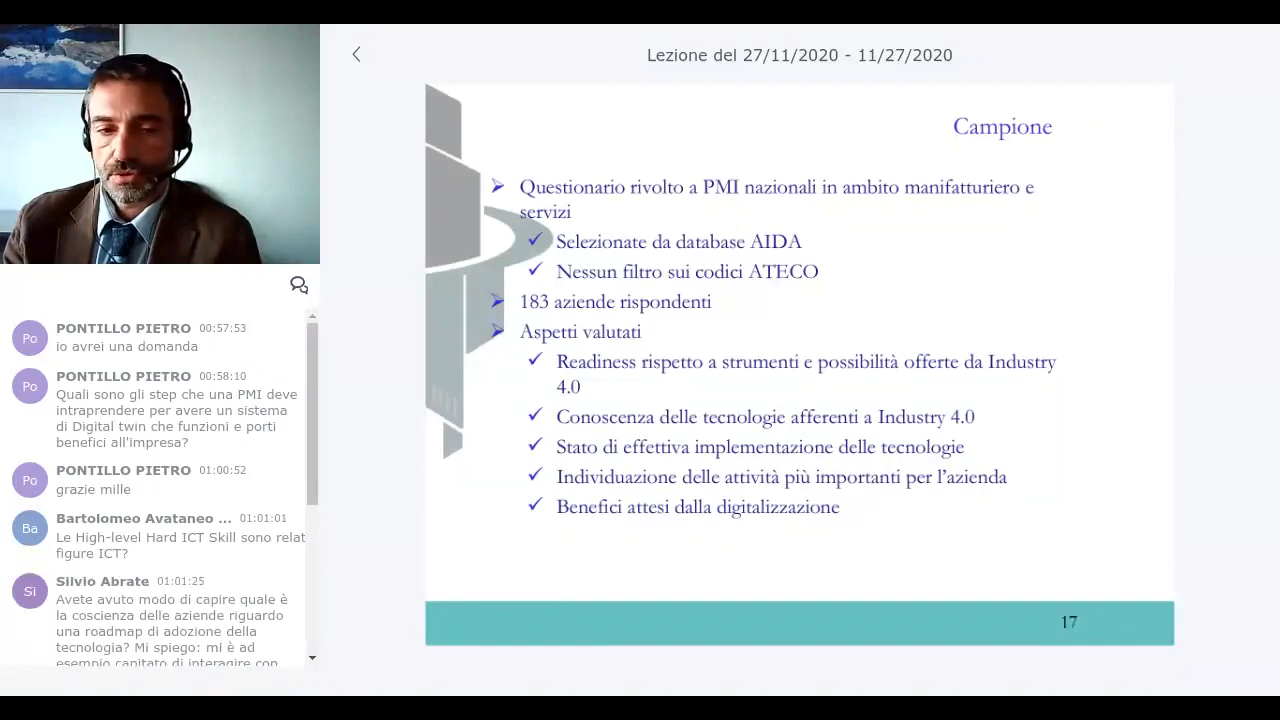 Lezione del 27/11/2020 - 11/27/2020
Campione
Questionario rivolto a PMI nazionali in ambito manifatturiero e
servizi
Selezionate da database AIDA
Nessun filtro sui codici ATECO
183 aziende rispondenti
Aspetti valutati
Readiness rispetto a strumenti e possibilità offerte da Industry
4.0
Conoscenza delle tecnologie afferenti a Industry 4.0
Stato di effettiva implementazione delle tecnologie
Individuazione delle attività più importanti per l'azienda
Benefici attesi dalla digitalizzazione
17
Po
PONTILLO PIETRO 00:57:53
io avrei una domanda
Po
PONTILLO PIETRO 00:58:10
Quali sono gli step che una PMI deve
intraprendere per avere un sistema
di Digital twin che funzioni e porti
benefici all'impresa?
Po
PONTILLO PIETRO 01:00:52
grazie mille
Ba
Bartolomeo Avataneo ... 01:01:01
Le High-level Hard ICT Skill sono relat
figure ICT?
Si
Silvio Abrate 01:01:25
Avete avuto modo di capire quale è
la coscienza delle aziende riguardo
una roadmap di adozione della
tecnologia? Mi spiego: mi è ad
esempio capitato di interagire con